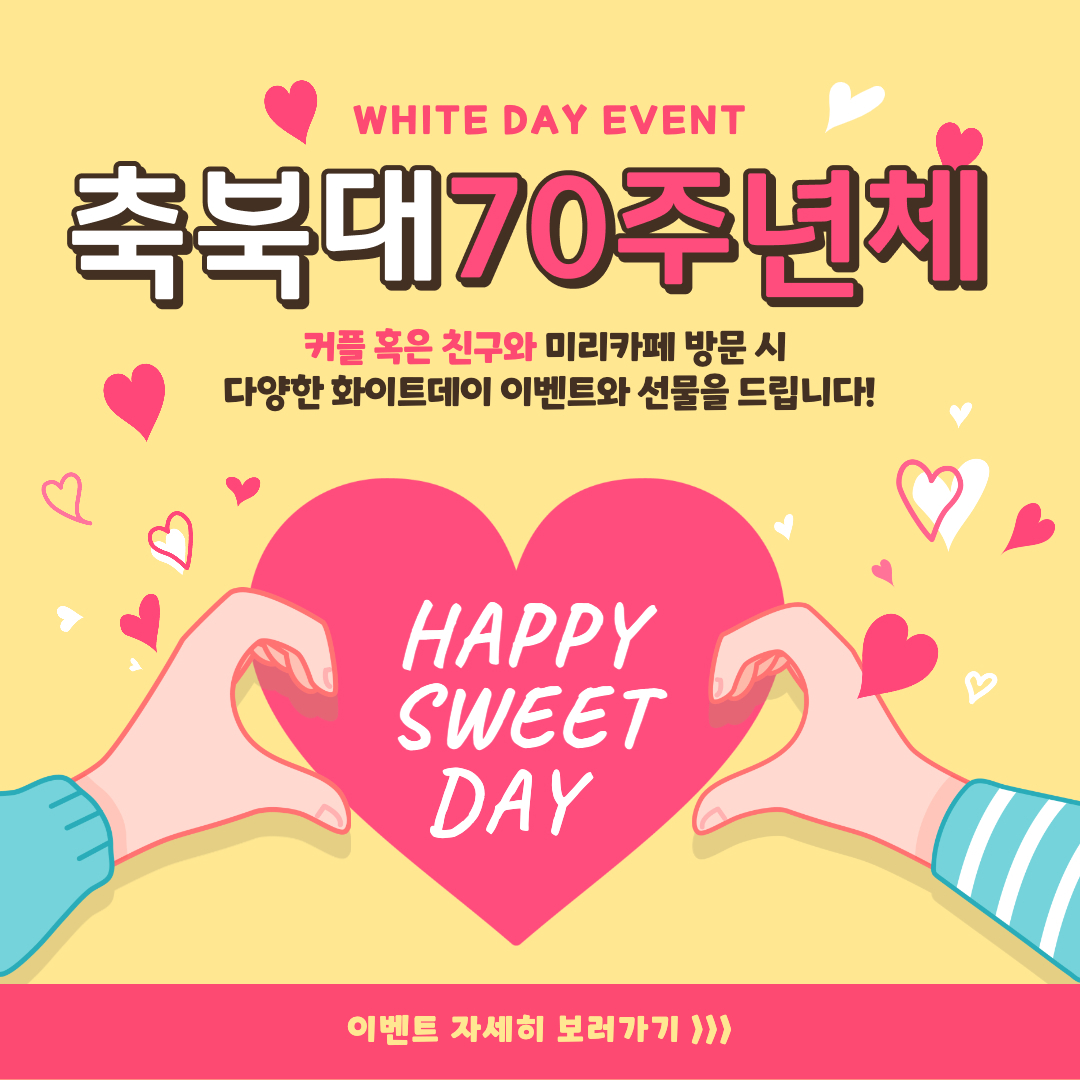 WHITE DAY EVENT
축북대70주년체
커플 혹은 친구와 미리카페 방문 시
다양한 화이트데이 이벤트와 선물을 드립니다!
HAPPY
SWEET
DAY
이벤트 자세히 보러가기 >>>